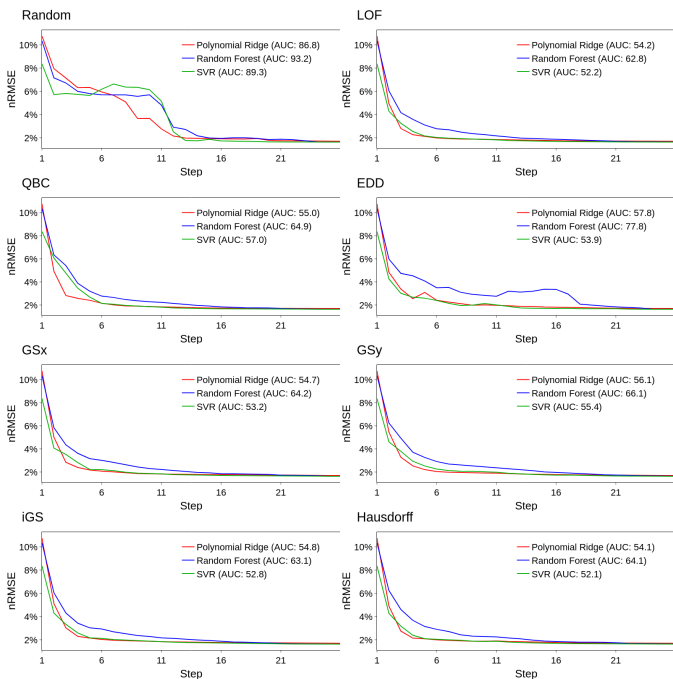 Random
10%
8%
6%
4%
2%
nRMSE
Polynomial Ridge (AUC: 86.8)
Random Forest (AUC: 93.2)
SVR (AUC: 89.3)
1 6 11 16 21
Step
LOF
10%
8%
6%
4%
2%
nRMSE
Polynomial Ridge (AUC: 54.2)
Random Forest (AUC: 62.8)
SVR (AUC: 52.2)
1 6 11 16 21
Step
QBC
10%
8%
6%
4%
2%
nRMSE
Polynomial Ridge (AUC: 55.0)
Random Forest (AUC: 64.9)
SVR (AUC: 57.0)
1 6 11 16 21
Step
EDD
10%
8%
6%
4%
2%
nRMSE
Polynomial Ridge (AUC: 57.8)
Random Forest (AUC: 77.8)
SVR (AUC: 53.9)
1 6 11 16 21
Step
GSx
10%
8%
6%
4%
2%
nRMSE
Polynomial Ridge (AUC: 54.7)
Random Forest (AUC: 64.2)
SVR (AUC: 53.2)
1 6 11 16 21
Step
GSy
10%
8%
6%
4%
2%
nRMSE
Polynomial Ridge (AUC: 56.1)
Random Forest (AUC: 66.1)
SVR (AUC: 55.4)
1 6 11 16 21
Step
iGS
10%
8%
6%
4%
2%
nRMSE
Polynomial Ridge (AUC: 54.8)
Random Forest (AUC: 63.1)
SVR (AUC: 52.8)
1 6 11 16 21
Step
Hausdorff
10%
8%
6%
4%
2%
nRMSE
Polynomial Ridge (AUC: 54.1)
Random Forest (AUC: 64.1)
SVR (AUC: 52.1)
1 6 11 16 21
Step